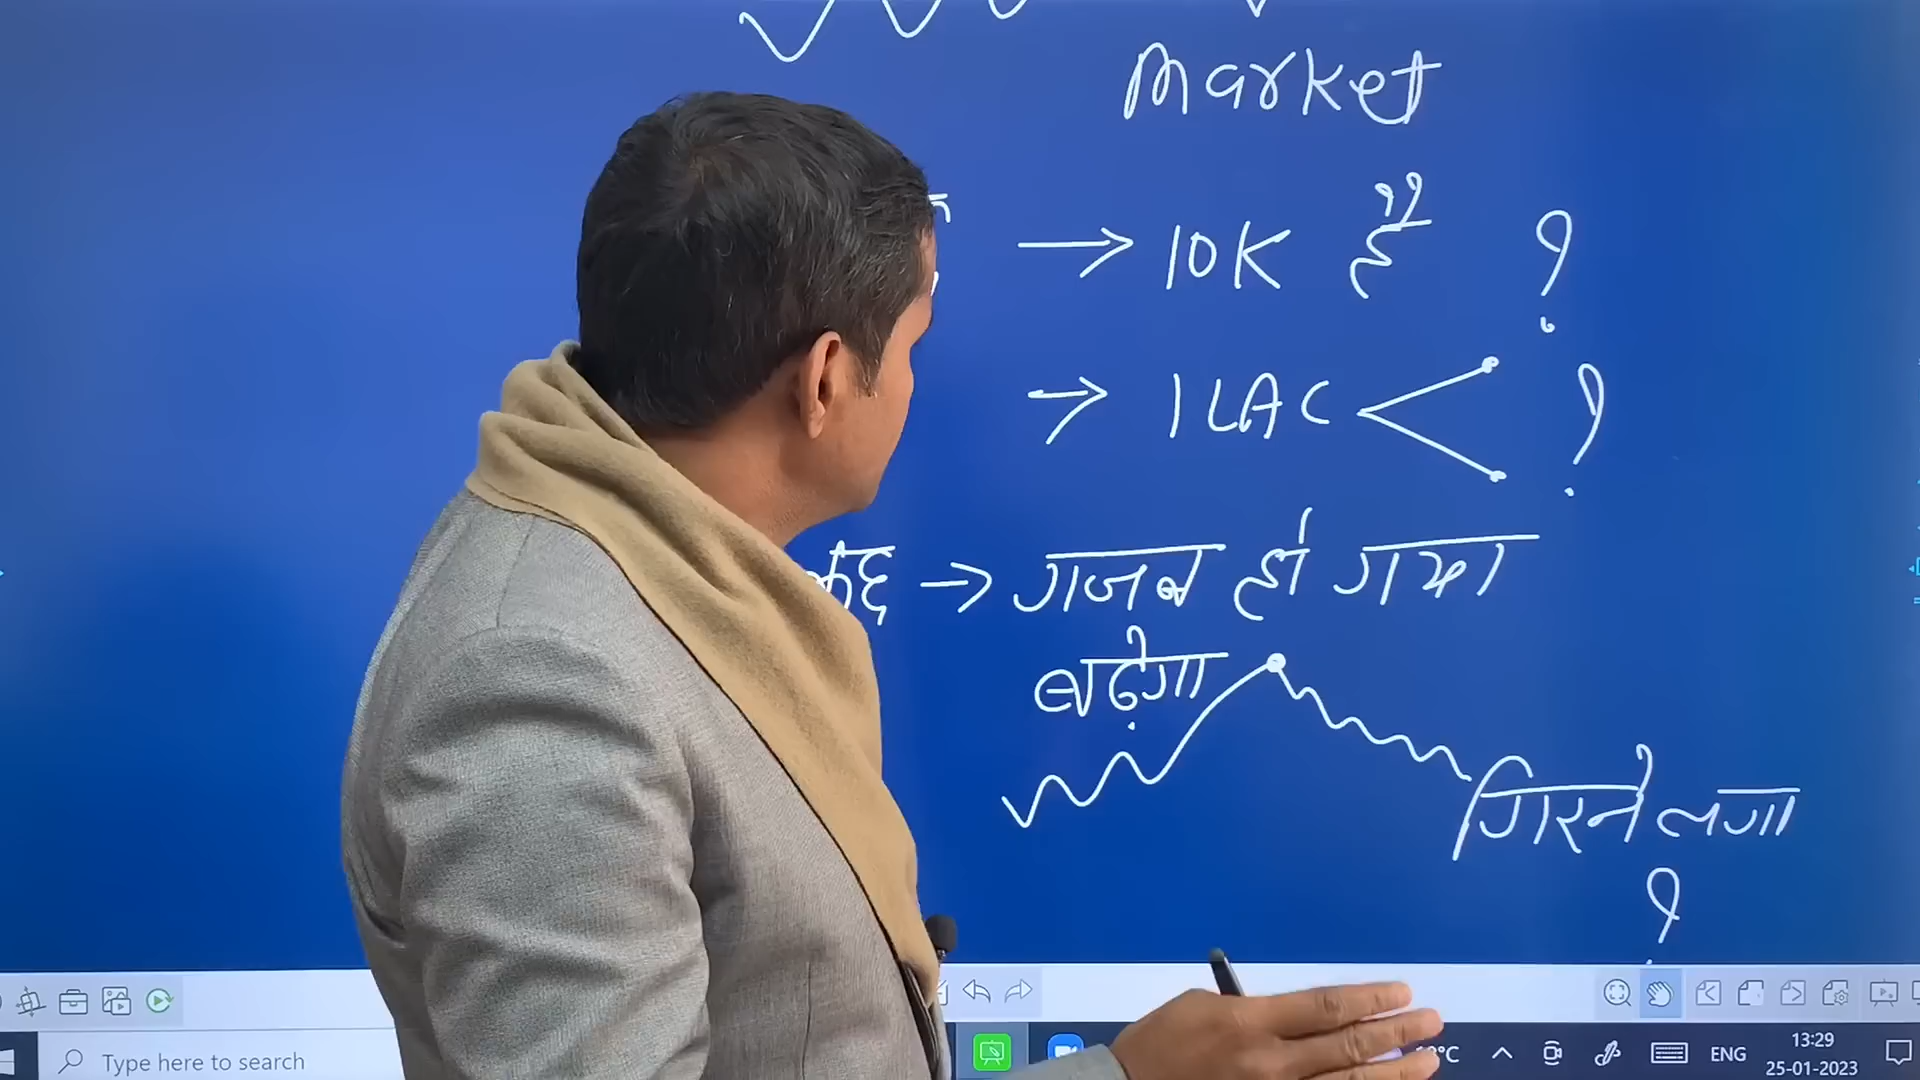 Market
→ 10K हैं ?
→ 1 LAC ?
→ गजब हो गया
बढ़ेगा
गिरने लगा
?
Type here to search
ENG
13:29
25-01-2023